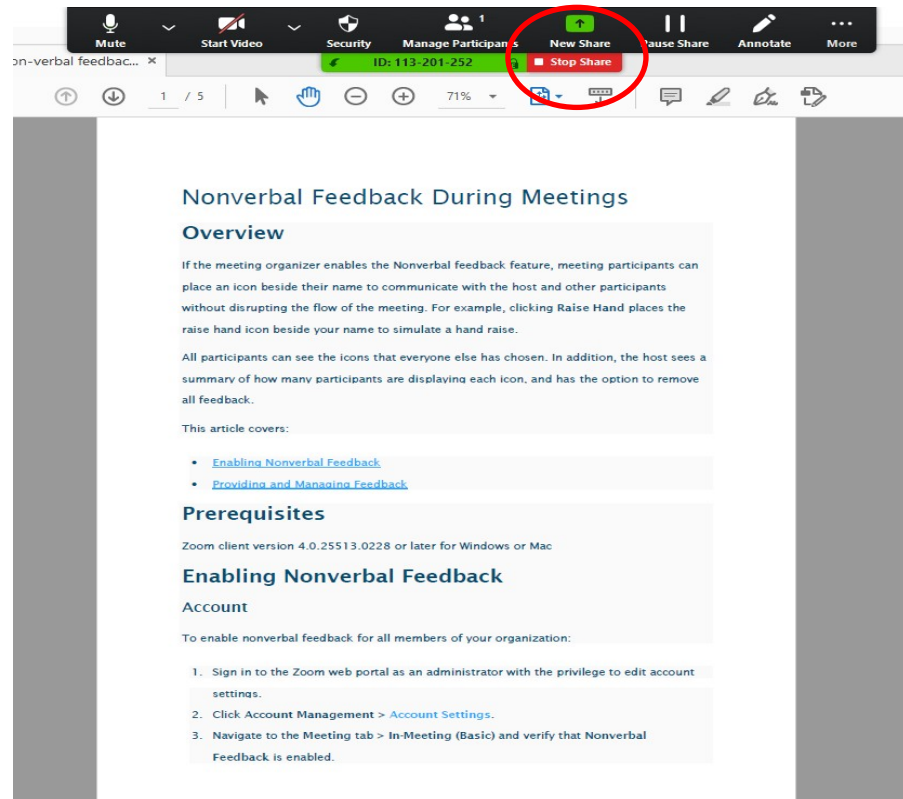 1
Mute Start Video Security Manage Participants New Share Pause Share Annotate More
on-verbal feedbac... × ID: 113-201-252 Stop Share
1 / 5 71%
Nonverbal Feedback During Meetings
Overview
If the meeting organizer enables the Nonverbal feedback feature, meeting participants can
place an icon beside their name to communicate with the host and other participants
without disrupting the flow of the meeting. For example, clicking Raise Hand places the
raise hand icon beside your name to simulate a hand raise.
All participants can see the icons that everyone else has chosen. In addition, the host sees a
summary of how many participants are displaying each icon, and has the option to remove
all feedback.
This article covers:
• Enabling Nonverbal Feedback
• Providing and Managing Feedback
Prerequisites
Zoom client version 4.0.25513.0228 or later for Windows or Mac
Enabling Nonverbal Feedback
Account
To enable nonverbal feedback for all members of your organization:
1. Sign in to the Zoom web portal as an administrator with the privilege to edit account
settings.
2. Click Account Management > Account Settings.
3. Navigate to the Meeting tab > In-Meeting (Basic) and verify that Nonverbal
Feedback is enabled.